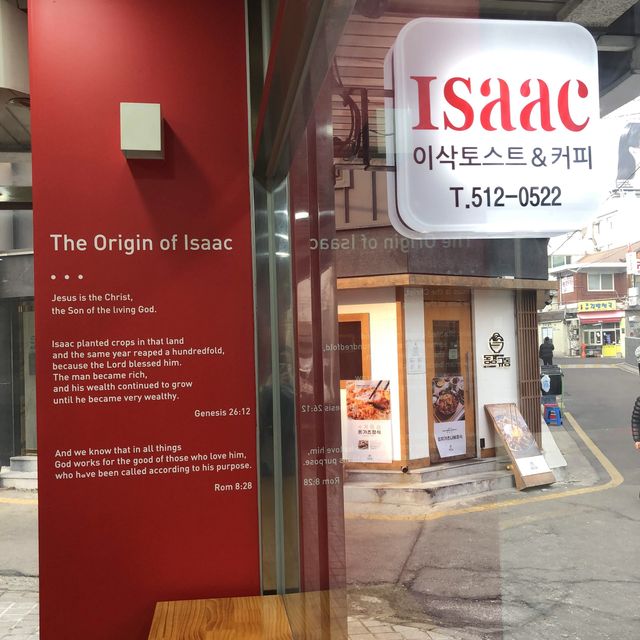 The Origin of Isaac
Jesus is the Christ,
the Son of the living God.
Isaac planted crops in that land
and the same year reaped a hundredfold,
because the Lord blessed him.
The man became rich,
and his wealth continued to grow
until he became very wealthy.
Genesis 26:12
And we know that in all things
God works for the good of those who love him,
who have been called according to his purpose.
Rom 8:28
ISaac
이삭토스트&커피
T.512-0522